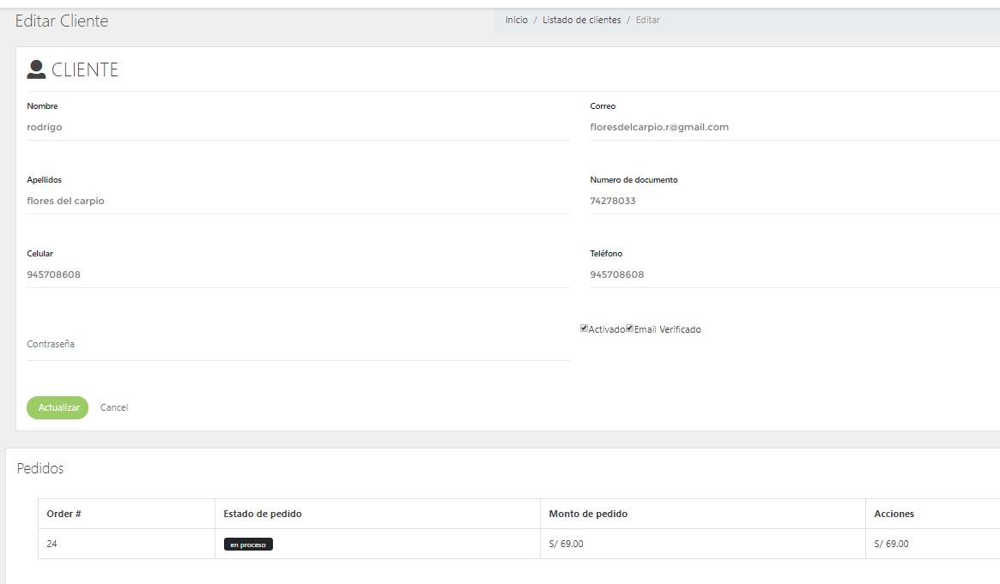 Editar Cliente
Inicio / Listado de clientes / Editar
CLIENTE
Nombre
rodrigo
Correo
floresdelcarpio.r@gmail.com
Apellidos
flores del carpio
Numero de documento
74278033
Celular
945708608
Teléfono
945708608
Contraseña
Activado Email Verificado
Actualizar Cancel
Pedidos
Order # Estado de pedido Monto de pedido Acciones
24 en proceso S/ 69.00 S/ 69.00